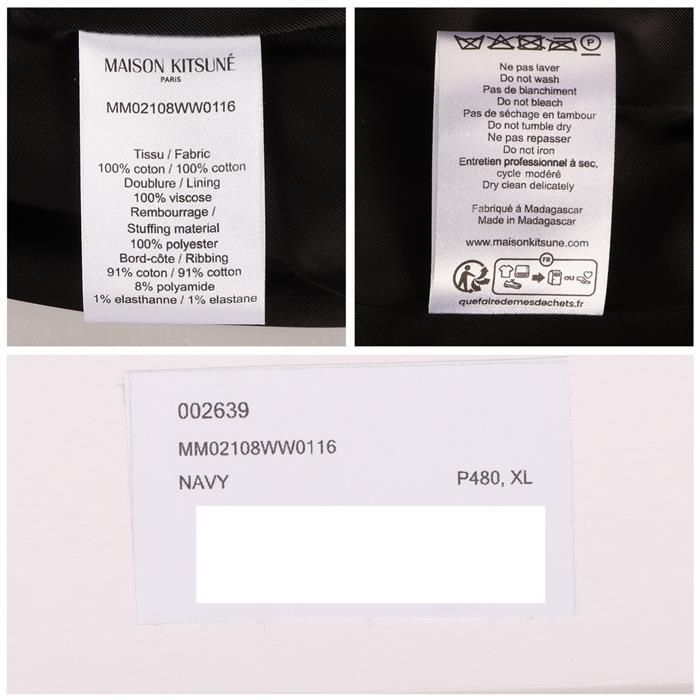 MAISON KITSUNÉ
PARIS
MM02108WW0116
Tissu / Fabric
100% coton / 100% cotton
Doublure / Lining
100% viscose
Rembourrage /
Stuffing material
100% polyester
Bord-côte / Ribbing
91% coton / 91% cotton
8% polyamide
1% elasthanne / 1% elastane
P
Ne pas laver
Do not wash
Pas de blanchiment
Do not bleach
Pas de séchage en tambour
Do not tumble dry
Ne pas repasser
Do not iron
Entretien professionnel à sec,
cycle modéré
Dry clean delicately
Fabriqué à Madagascar
Made in Madagascar
www.maisonkitsune.com
FR
OU
quefairedemesdechets.fr
002639
MM02108WW0116
NAVY P480, XL